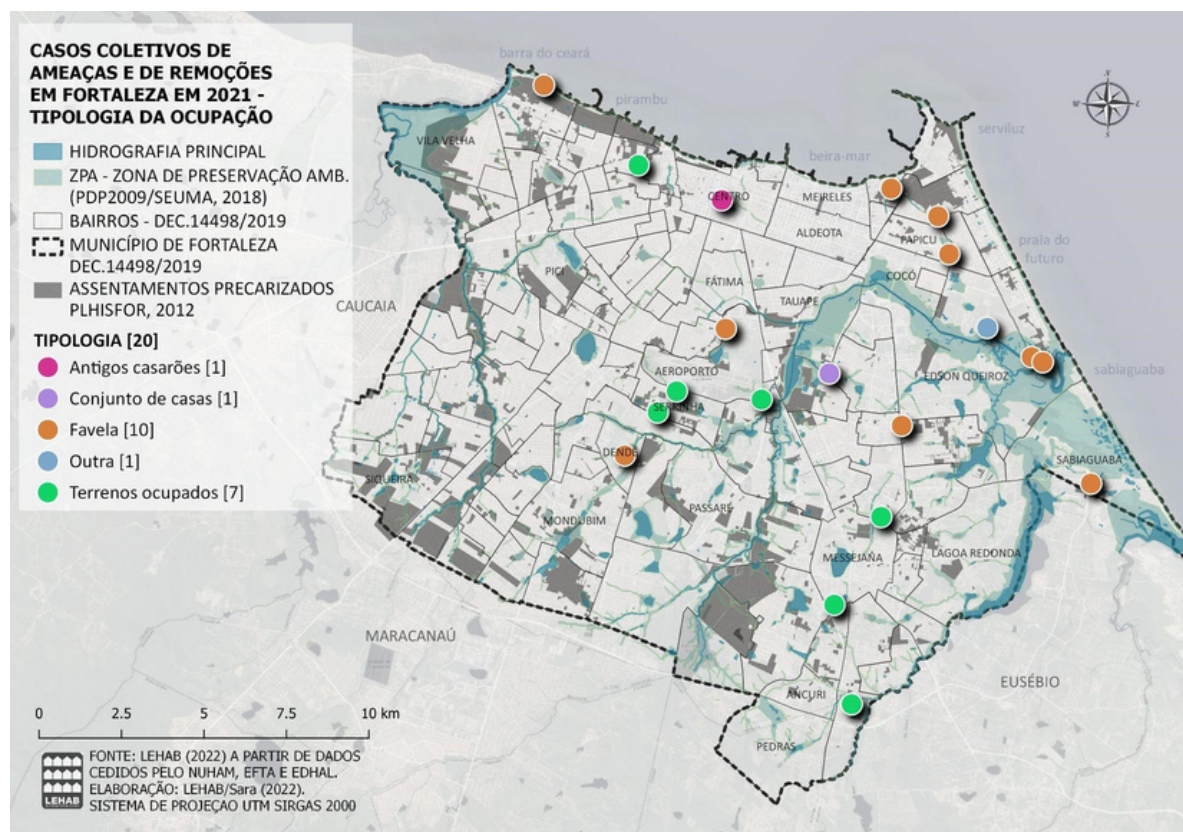 CASOS COLETIVOS DE
AMEAÇAS E DE REMOÇÕES
EM FORTALEZA EM 2021 -
TIPOLOGIA DA OCUPAÇÃO
HIDROGRAFIA PRINCIPAL
ZPA - ZONA DE PRESERVAÇÃO AMB.
(PDP2009/SEUMA, 2018)
BAIRROS - DEC.14498/2019
MUNICÍPIO DE FORTALEZA
DEC.14498/2019
ASSENTAMENTOS PRECARIZADOS
PLHISFOR, 2012
TIPOLOGIA [20]
Antigos casarões [1]
Conjunto de casas [1]
Favela [10]
Outra [1]
Terrenos ocupados [7]
barra do ceará
pirambu
serviluz
beira-mar
VILA VELHA
CENTRO
MEIRELES
ALDEOTA
PAPICU
praia do
futuro
COCÓ
PICI
FÁTIMA
TAUAPE
CAUCAIA
AEROPORTO
EDSON QUEIROZ
sabiaguaba
SERRINHA
DENDÊ
SABIAGUABA
SIQUEIRA
MONDUBIM
PASSARÉ
MESSEJANA
LAGOA REDONDA
MARACANAÚ
EUSÉBIO
ANCURI
PEDRAS
0 2.5 5 7.5 10 km
FONTE: LEHAB (2022) A PARTIR DE DADOS
CEDIDOS PELO NUHAM, EFTA E EDHAL.
ELABORAÇÃO: LEHAB/Sara (2022).
SISTEMA DE PROJEÇAO UTM SIRGAS 2000
LEHAB